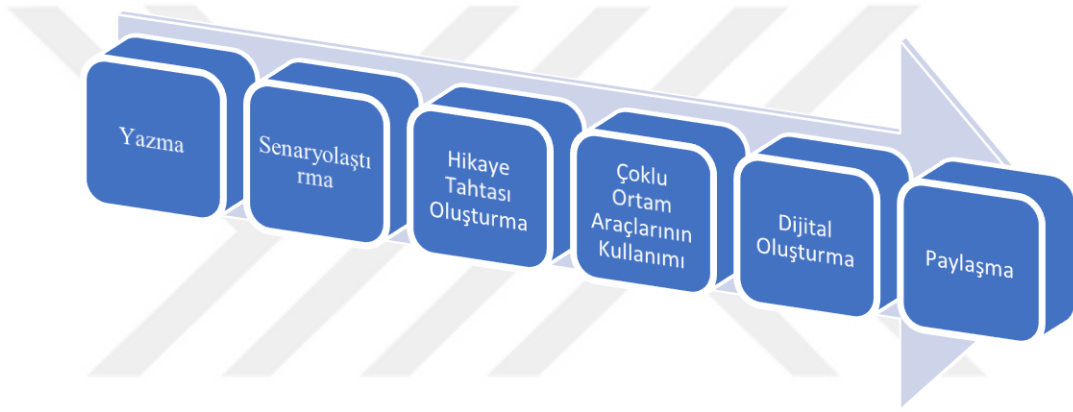 Yazma
Senaryolaştı
rma
Hikaye
Tahtası
Oluşturma
Çoklu
Ortam
Araçlarının
Kullanımı
Dijital
Oluşturma
Paylaşma